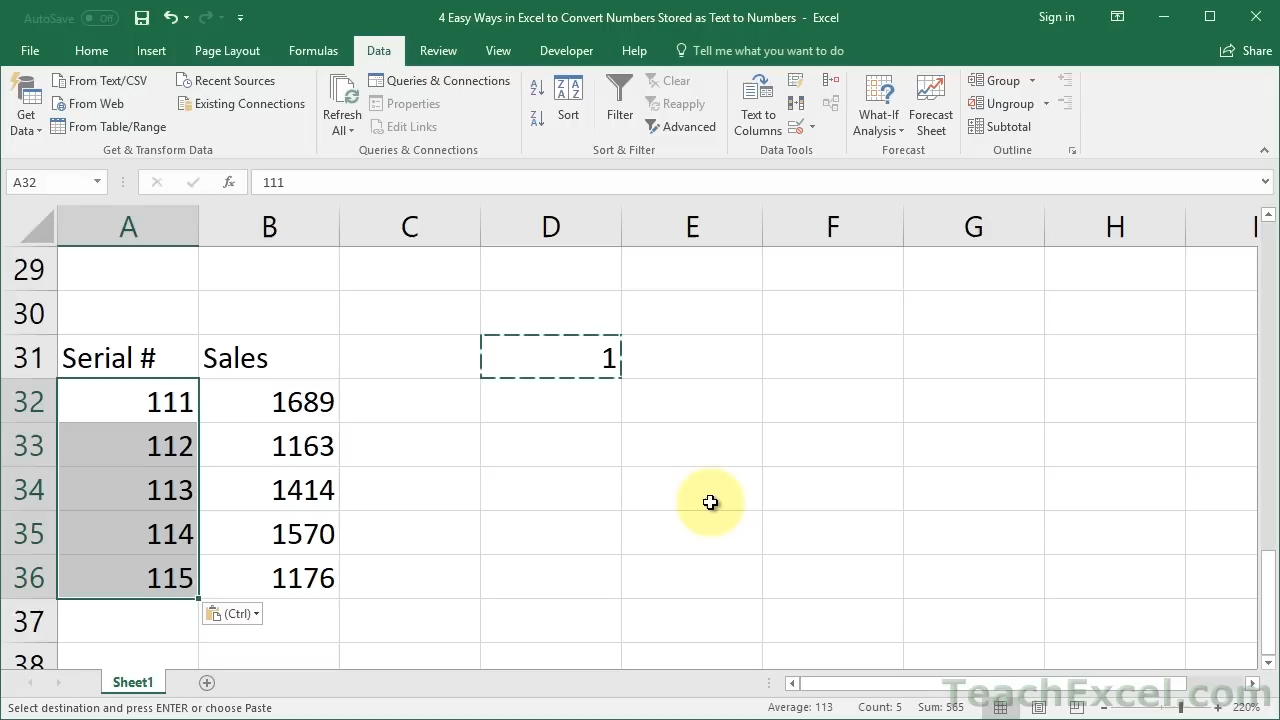 AutoSave Off
4 Easy Ways in Excel to Convert Numbers Stored as Text to Numbers - Excel
Sign in
File Home Insert Page Layout Formulas Data Review View Developer Help Tell me what you want to do Share
From Text/CSV Recent Sources Queries & Connections Clear Group
From Web Existing Connections Properties Reapply Ungroup
From Table/Range Edit Links Advanced Subtotal
Get Data
Refresh All
Sort
Filter
Text to Columns
What-If Analysis
Forecast Sheet
Get & Transform Data Queries & Connections Sort & Filter Data Tools Forecast Outline
A32 fx 111
A B C D E F G H I
29
30
31 Serial # Sales 1
32 111 1689
33 112 1163
34 113 1414
35 114 1570
36 115 1176
(Ctrl)
37
38
Sheet1
TeachExcel.com
Select destination and press ENTER or choose Paste Average: 113 Count: 5 Sum: 565 220%